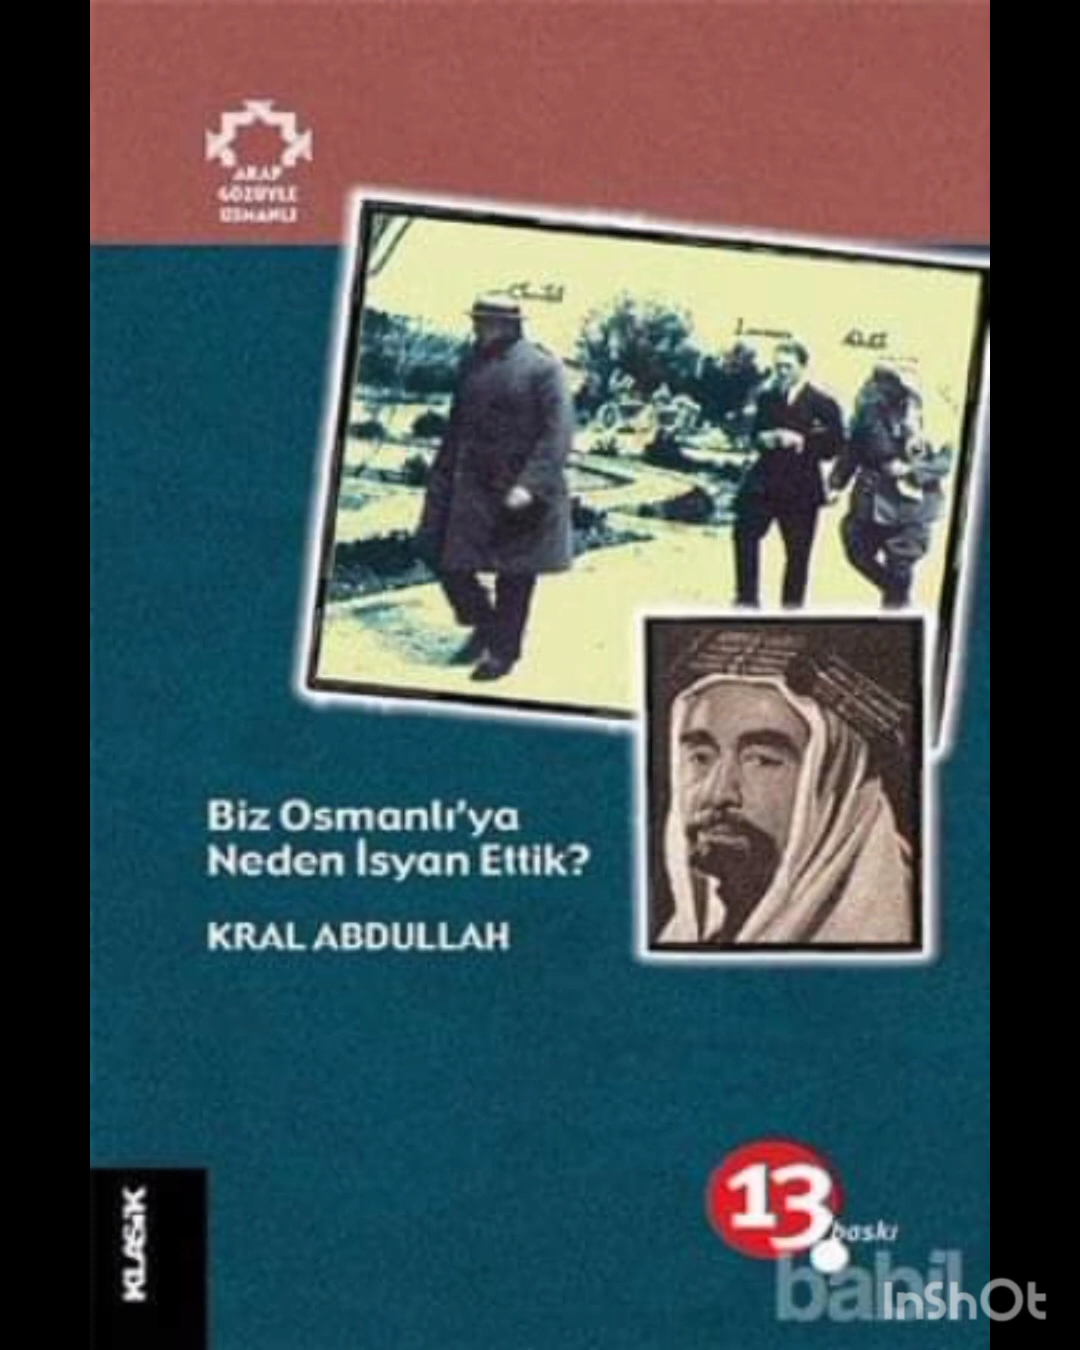 ARAP
GÖZÜYLE
OSMANLI
Biz Osmanlı'ya
Neden İsyan Ettik?
KRAL ABDULLAH
KLASİK
13.
baskı
babil
InShOt